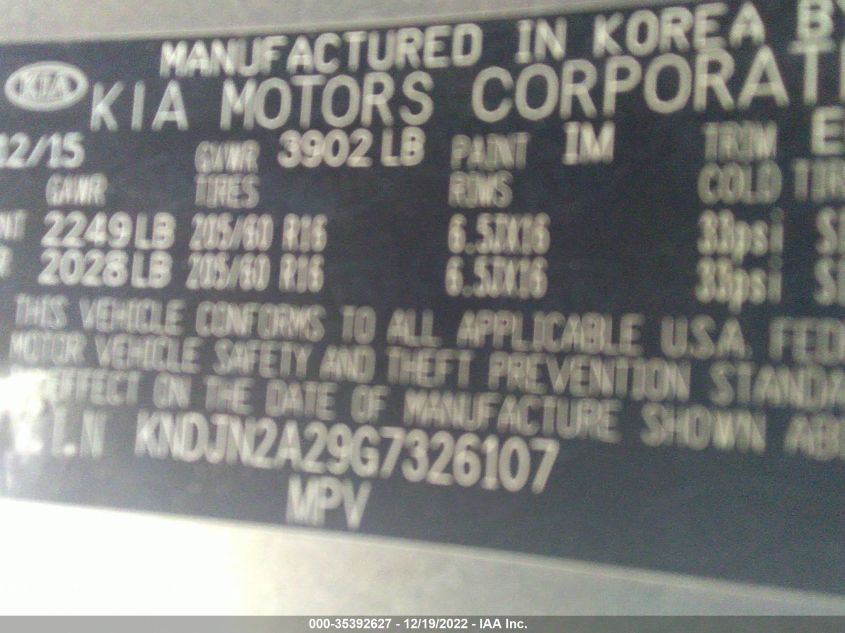 MANUFACTURED IN KOREA BY
KIA KIA MOTORS CORPORATI
12/15 GVWR 3902 LB PAINT 1M TRIM E
GAWR TIRES RIMS COLD TIR
NT 2249 LB 205/60 R16 6.5JX16 33psi
R 2028 LB 205/60 R16 6.5JX16 33psi
THIS VEHICLE CONFORMS TO ALL APPLICABLE U.S.A. FEDE
MOTOR VEHICLE SAFETY AND THEFT PREVENTION STANDA
EFFECT ON THE DATE OF MANUFACTURE SHOWN AB
V.I.N KNDJN2A29G7326107
MPV
000-35392627 - 12/19/2022 - IAA Inc.